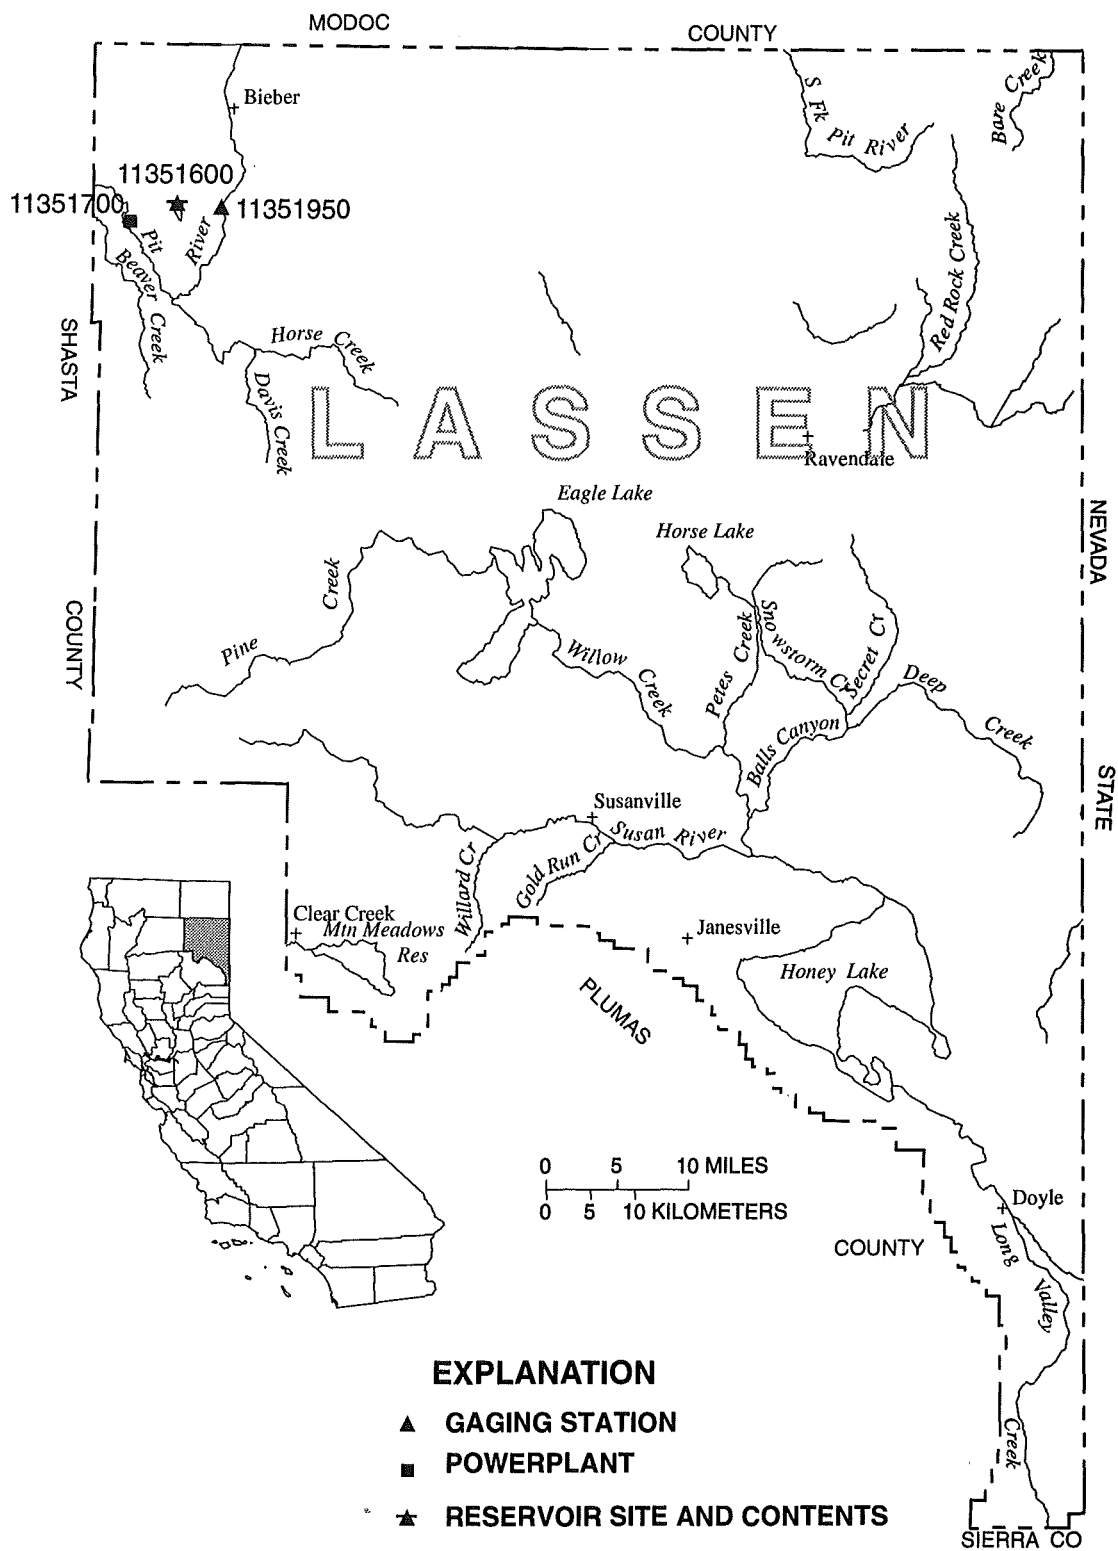 MODOC
COUNTY
Bieber
S Fk Pit River
Bare Creek
11351600
11351700
11351950
Pit
River
Beaver Creek
Red Rock Creek
SHASTA
Horse Creek
Davis Creek
LASSEN
Ravendale
Eagle Lake
Horse Lake
NEVADA
Creek
Pine
COUNTY
Willow
Creek
Petes Creek
Snowstorm Cr
Secret Cr
Deep
Creek
Balls Canyon
STATE
Susanville
Susan River
Gold Run Cr
Willard Cr
Clear Creek
Mtn Meadows
Res
Janesville
Honey Lake
PLUMAS
0 5 10 MILES
0 5 10 KILOMETERS
Doyle
COUNTY
Long
Valley
Creek
EXPLANATION
GAGING STATION
POWERPLANT
RESERVOIR SITE AND CONTENTS
SIERRA CO